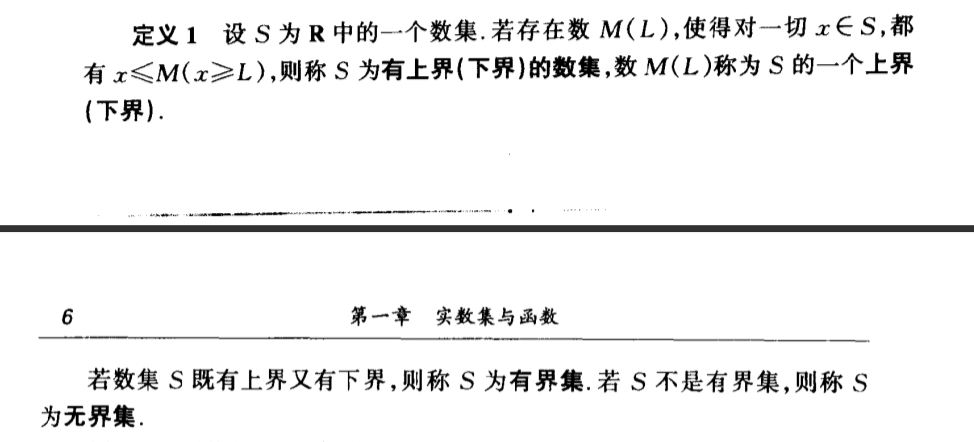 定义1 设 S 为 R 中的一个数集.若存在数 M(L),使得对一切 x∈S,都
有 x≤M(x≥L),则称 S 为有上界(下界)的数集,数 M(L)称为 S 的一个上界
(下界).
6 第一章 实数集与函数
若数集 S 既有上界又有下界,则称 S 为有界集.若 S 不是有界集,则称 S
为无界集.